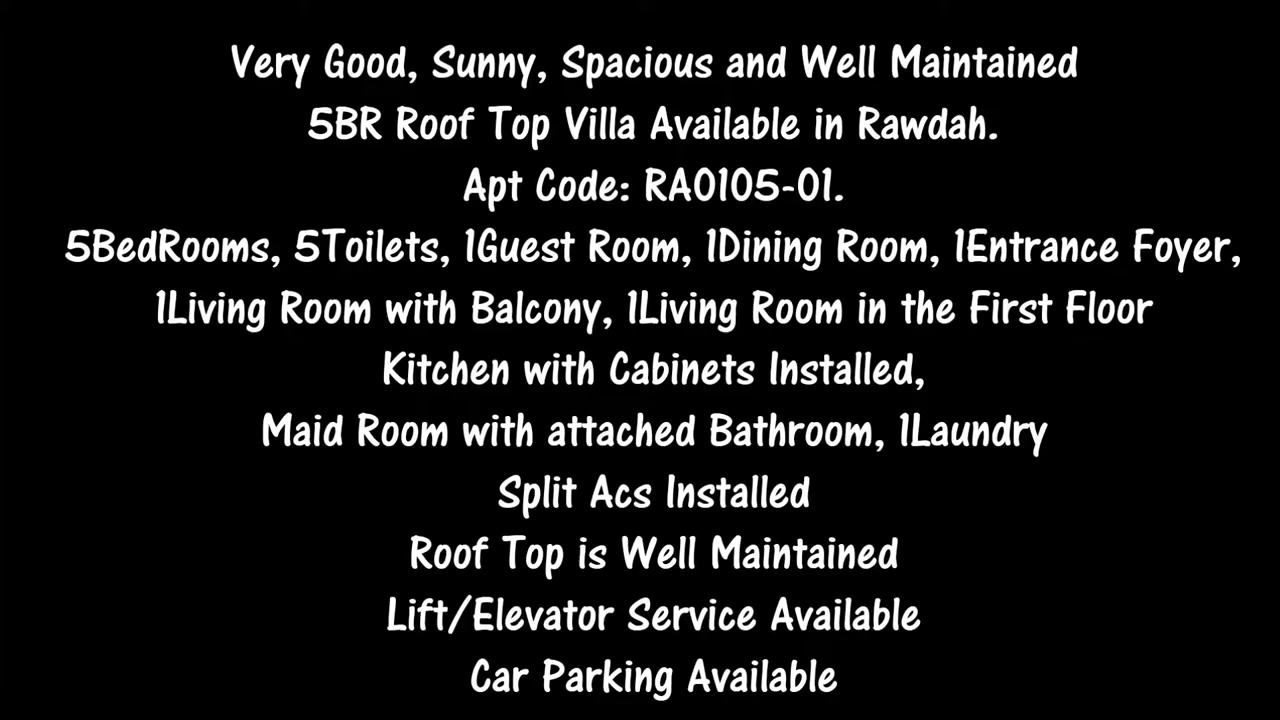 Very Good, Sunny, Spacious and Well Maintained
5BR Roof Top Villa Available in Rawdah.
Apt Code: RA0105-01.
5BedRooms, 5Toilets, 1Guest Room, 1Dining Room, 1Entrance Foyer,
1Living Room with Balcony, 1Living Room in the First Floor
Kitchen with Cabinets Installed,
Maid Room with attached Bathroom, 1Laundry
Split Acs Installed
Roof Top is Well Maintained
Lift/Elevator Service Available
Car Parking Available